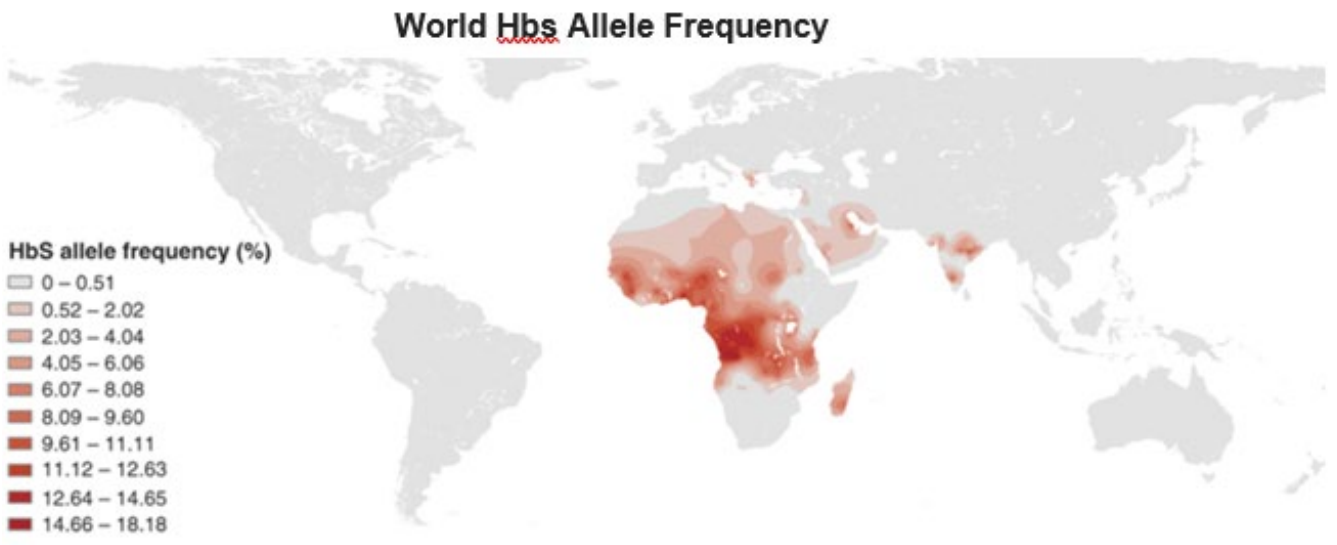 World Hbs Allele Frequency
HbS allele frequency (%)
0 – 0.51
0.52 – 2.02
2.03 – 4.04
4.05 – 6.06
6.07 – 8.08
8.09 – 9.60
9.61 – 11.11
11.12 – 12.63
12.64 – 14.65
14.66 – 18.18